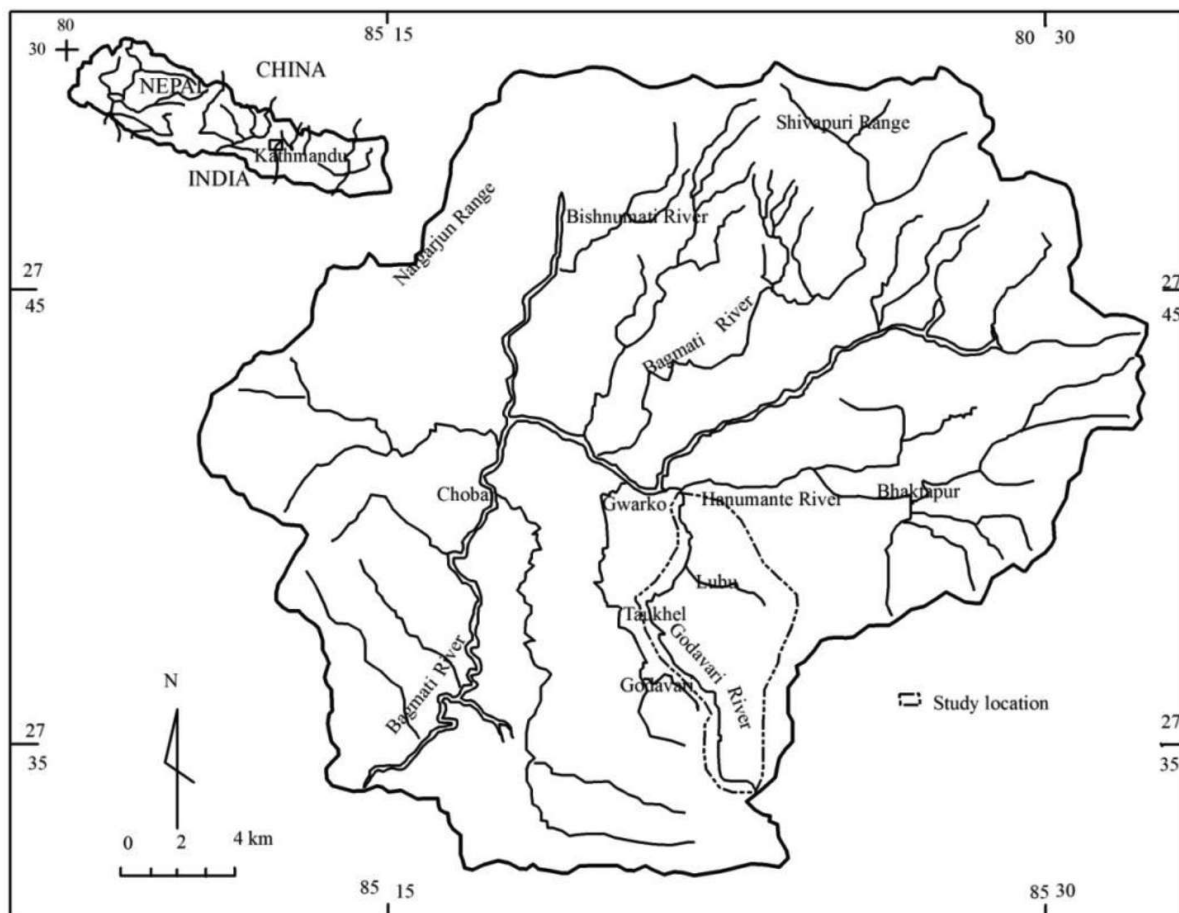 80
30
85 15
80 30
CHINA
NEPAL
Kathmandu
INDIA
Shivapuri Range
Nargarjun Range
Bishnumati River
27
45
27
45
Bagmati River
Chobar
Gwarko
Hanumante River
Bhaktapur
Lubu
Taukhel
Godavari River
Godavari
Bagmati River
N
Study location
27
35
27
35
0 2 4 km
85 15
85 30